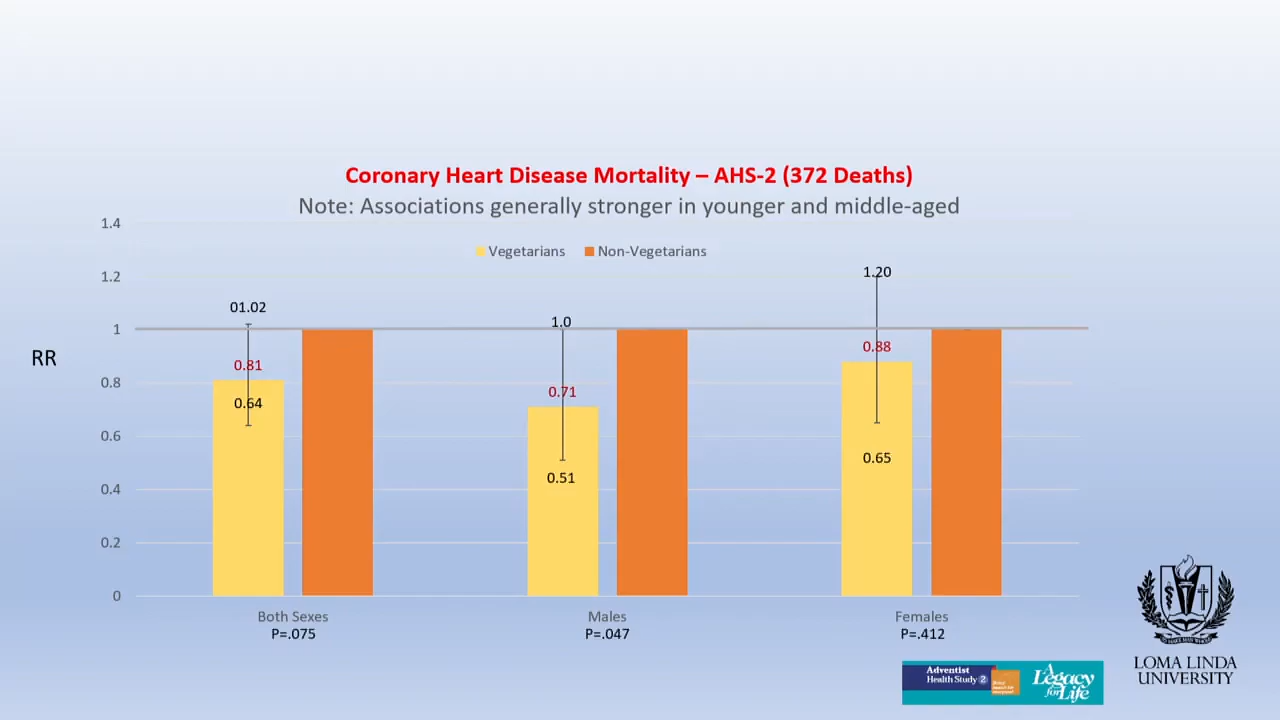 Coronary Heart Disease Mortality – AHS-2 (372 Deaths)
Note: Associations generally stronger in younger and middle-aged
Vegetarians Non-Vegetarians
1.4
1.2
1
0.8
0.6
0.4
0.2
0
RR
01.02
0.81
0.64
1.0
0.71
0.51
1.20
0.88
0.65
Both Sexes
P=.075
Males
P=.047
Females
P=.412
Adventist
Health Study 2
A
Legacy
for Life
LOMA LINDA
UNIVERSITY